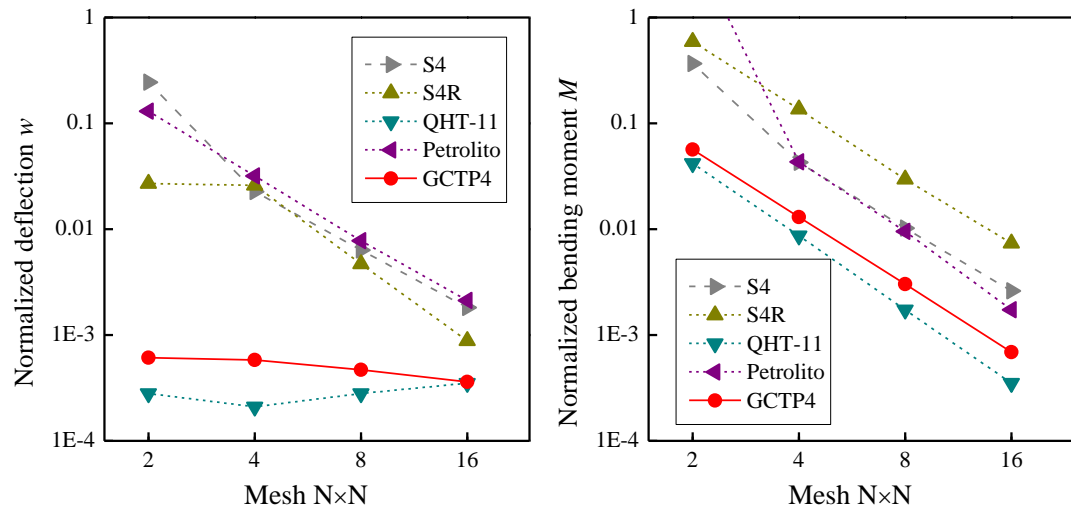 1
0.1
0.01
1E-3
1E-4
2
4
8
16
Normalized deflection w
Mesh N×N
S4
S4R
QHT-11
Petrolito
GCTP4
1
0.1
0.01
1E-3
1E-4
2
4
8
16
Normalized bending moment M
Mesh N×N
S4
S4R
QHT-11
Petrolito
GCTP4